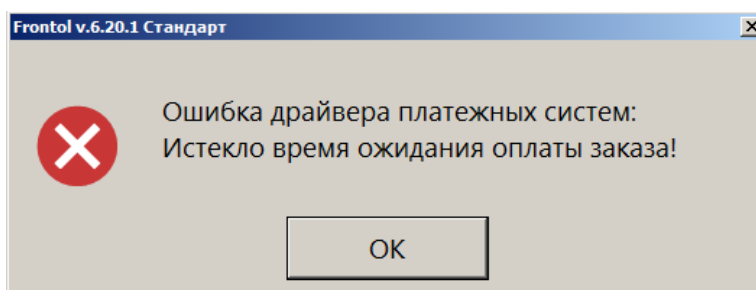 Frontol v.6.20.1 Стандарт
Ошибка драйвера платежных систем:
Истекло время ожидания оплаты заказа!
OK